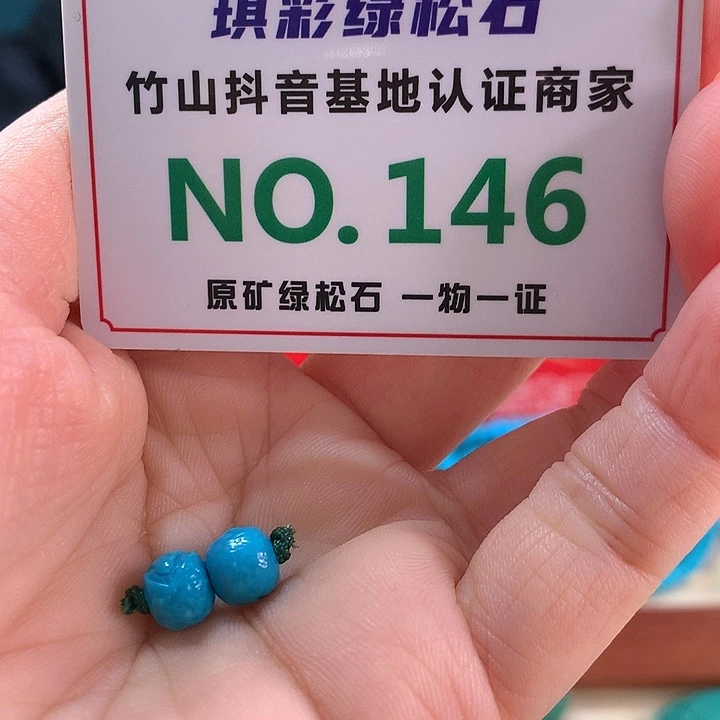 琪彩绿松石
竹山抖音基地认证商家
NO.146
原矿绿松石 一物一证